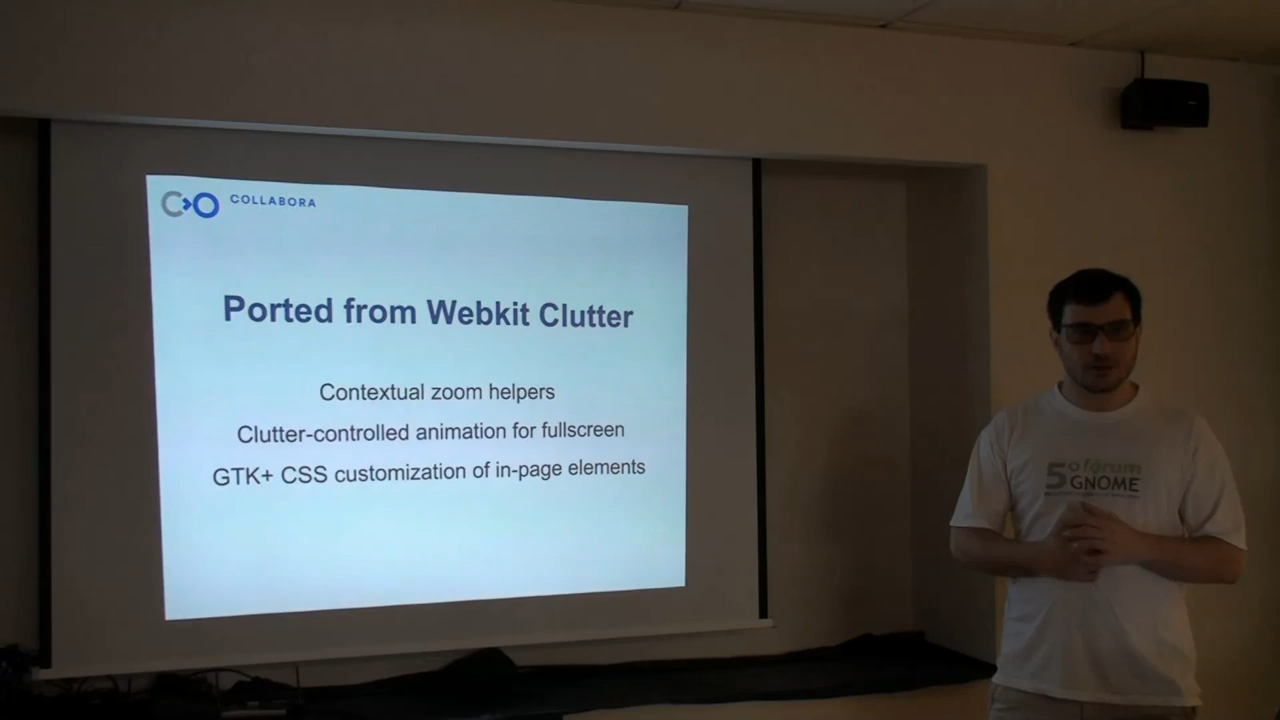 COLLABORA
Ported from Webkit Clutter
Contextual zoom helpers
Clutter-controlled animation for fullscreen
GTK+ CSS customization of in-page elements
5º fórum
GNOME